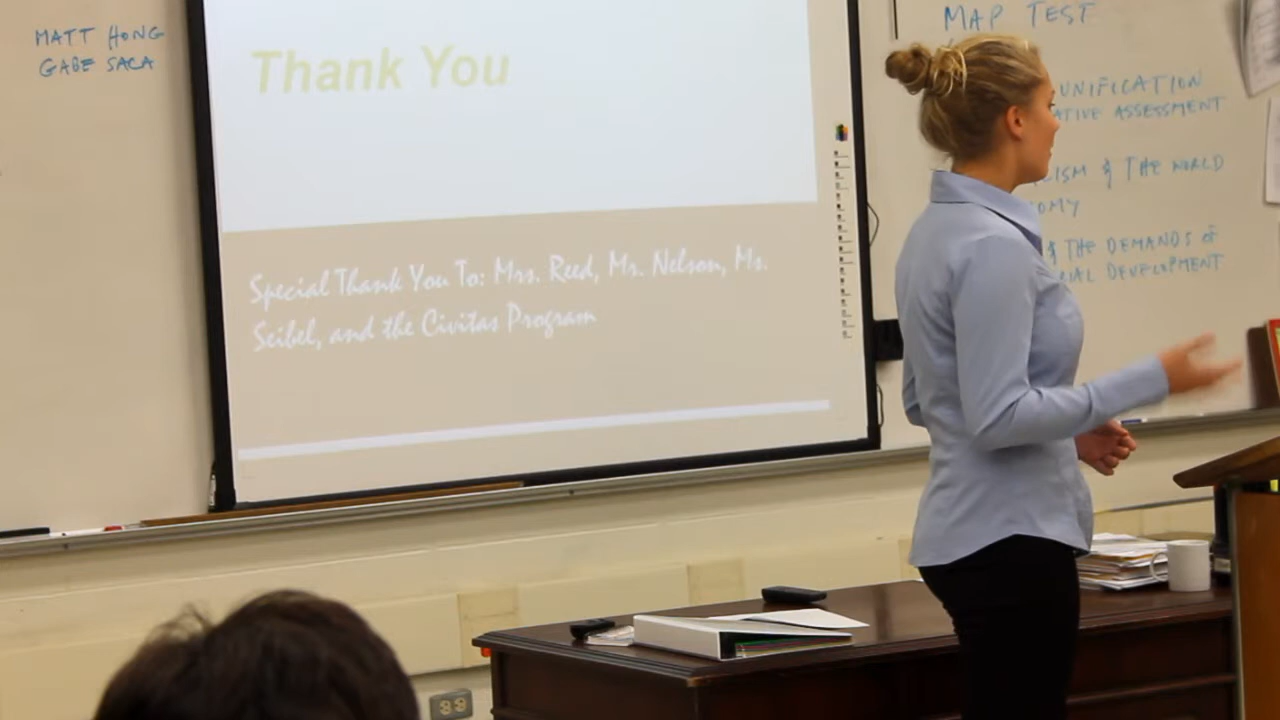 MATT HONG
GABE SACA
Thank You
Special Thank You To: Mrs. Reed, Mr. Nelson, Ms.
Seibel, and the Civitas Program
MAP TEST
UNIFICATION
ATIVE ASSESSMENT
ISM & THE WORLD
OMY
& THE DEMANDS OF
IAL DEVELOPMENT